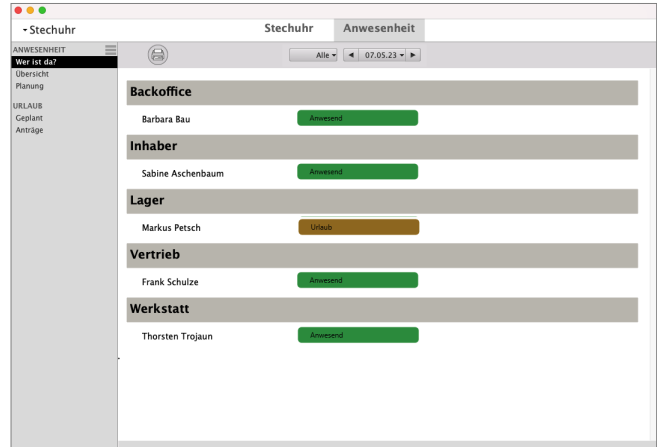 Stechuhr
Stechuhr Anwesenheit
ANWESENHEIT
Wer ist da?
Übersicht
Planung
URLAUB
Geplant
Anträge
Alle 07.05.23
Backoffice
Barbara Bau Anwesend
Inhaber
Sabine Aschenbaum Anwesend
Lager
Markus Petsch Urlaub
Vertrieb
Frank Schulze Anwesend
Werkstatt
Thorsten Trojaun Anwesend